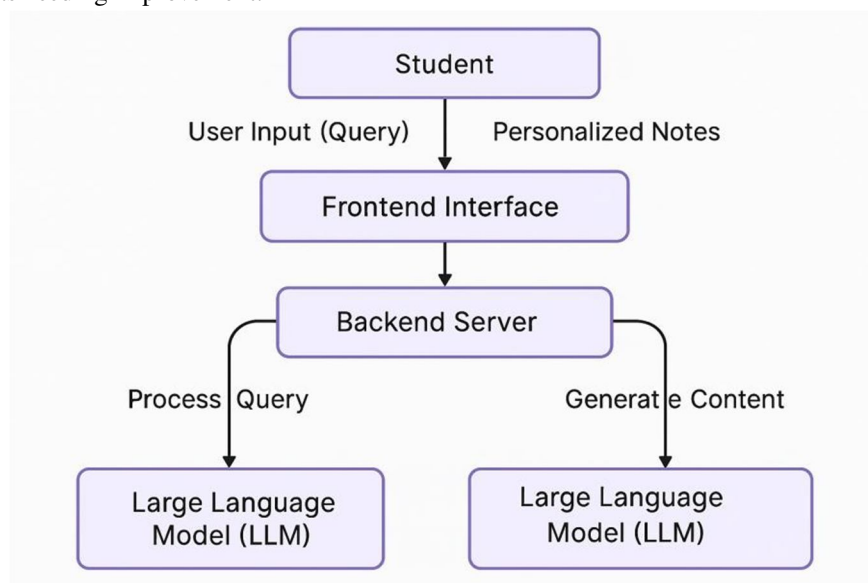 Student
User Input (Query) Personalized Notes
Frontend Interface
Backend Server
Process Query
Generate Content
Large Language
Model (LLM)
Large Language
Model (LLM)